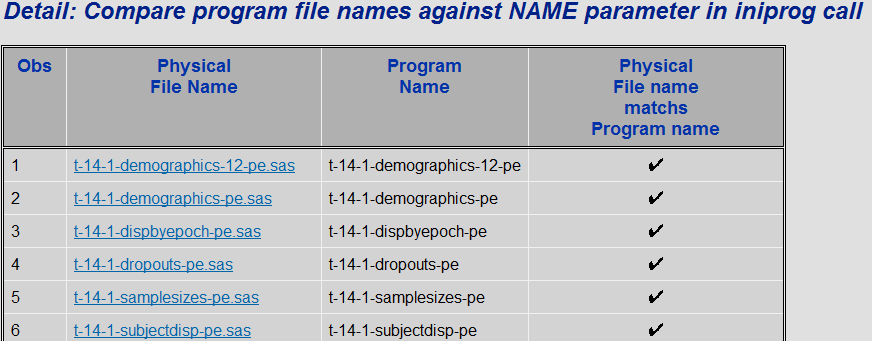 Detail: Compare program file names against NAME parameter in iniprog call
Obs Physical File Name Program Name Physical File name matchs Program name
1 t-14-1-demographics-12-pe.sas t-14-1-demographics-12-pe ✔
2 t-14-1-demographics-pe.sas t-14-1-demographics-pe ✔
3 t-14-1-dispbyepoch-pe.sas t-14-1-dispbyepoch-pe ✔
4 t-14-1-dropouts-pe.sas t-14-1-dropouts-pe ✔
5 t-14-1-samplesizes-pe.sas t-14-1-samplesizes-pe ✔
6 t-14-1-subjectdisp-pe.sas t-14-1-subjectdisp-pe ✔